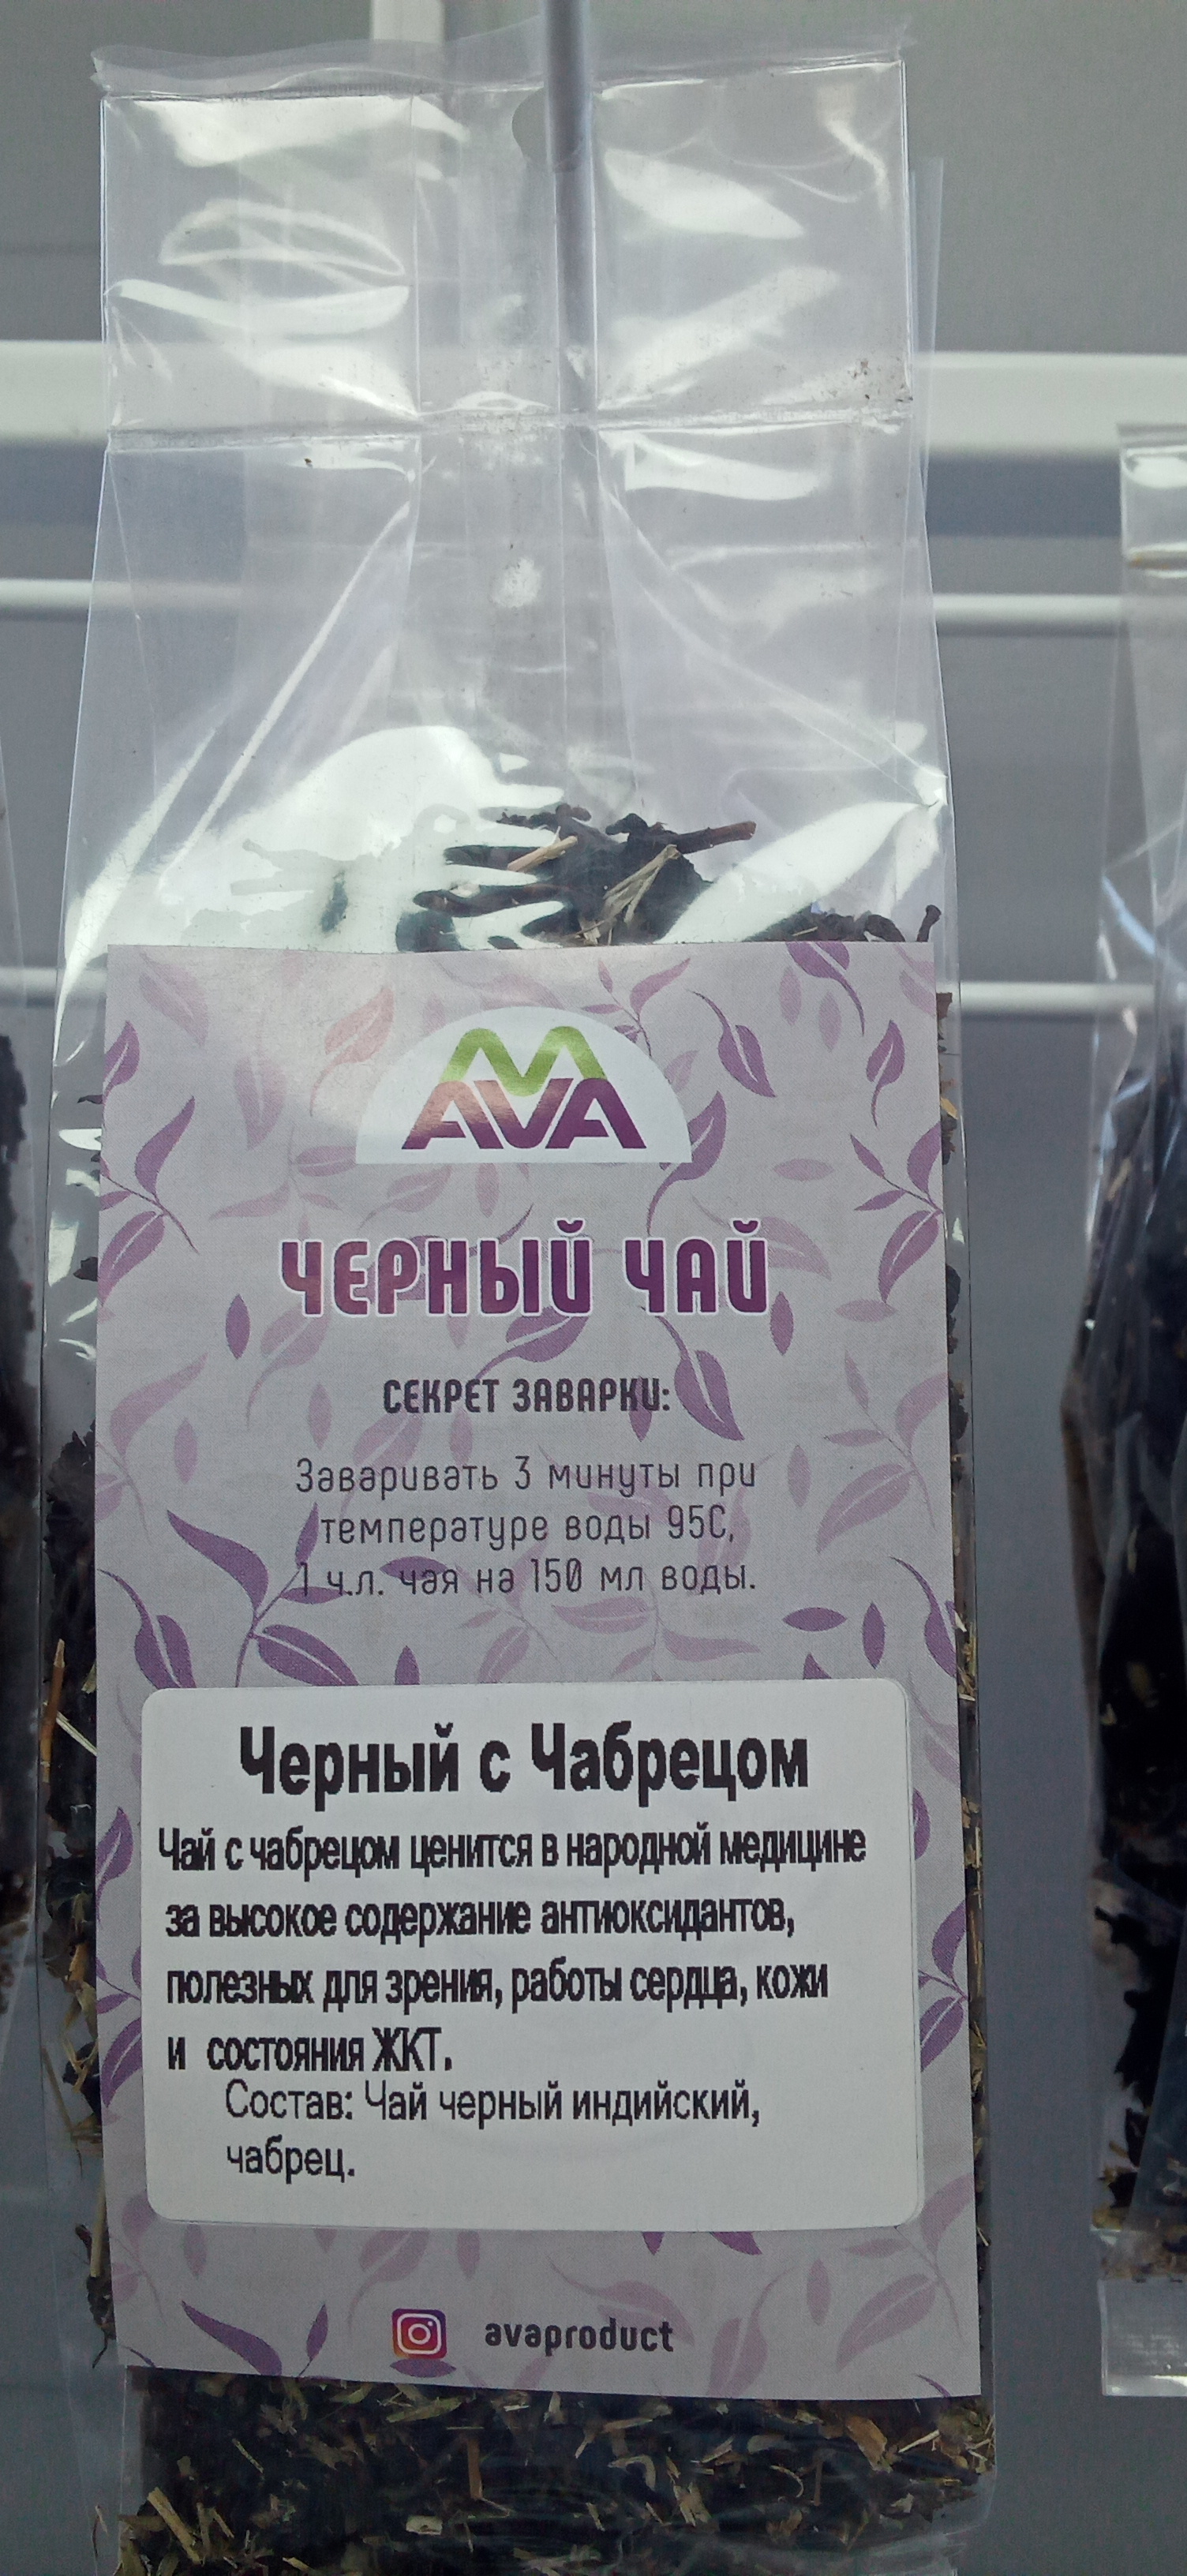 AVA
ЧЕРНЫЙ ЧАЙ
СЕКРЕТ ЗАВАРКИ:
Заваривать 3 минуты при
температуре воды 95С,
1 ч.л. чая на 150 мл воды.
Черный с Чабрецом
Чай с чабрецом ценится в народной медицине
за высокое содержание антиоксидантов,
полезных для зрения, работы сердца, кожи
и состояния ЖКТ.
Состав: Чай черный индийский,
чабрец.
avaproduct